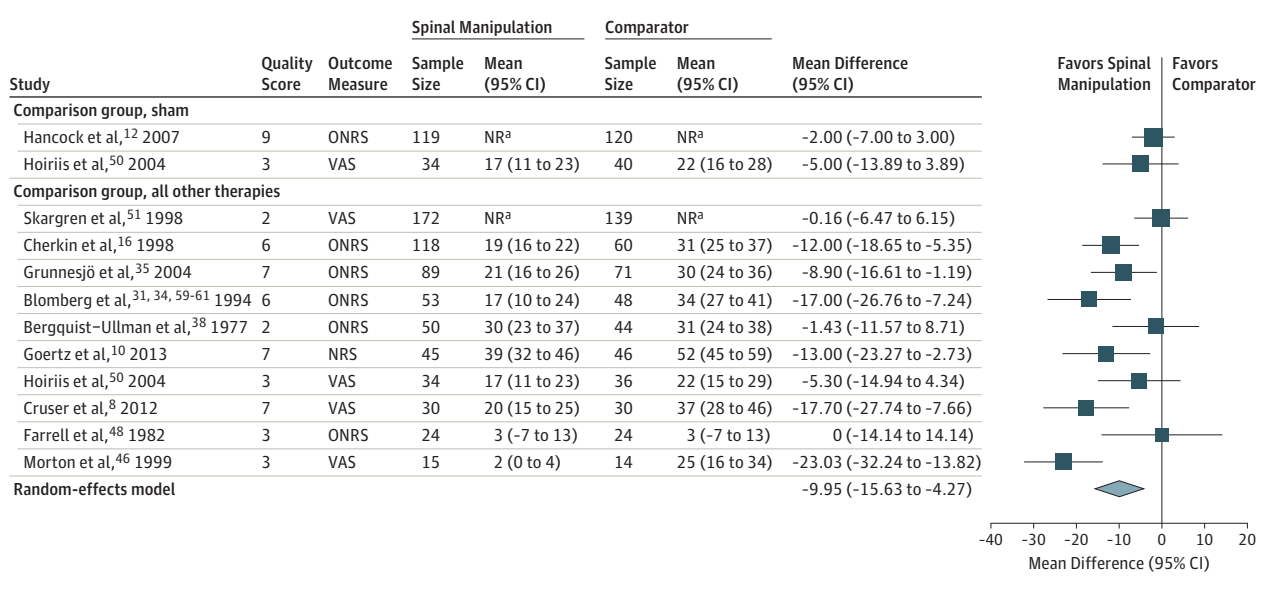 Spinal Manipulation Comparator
Quality Outcome Sample Mean Sample Mean Mean Difference Favors Spinal Favors
Study Score Measure Size (95% CI) Size (95% CI) (95% CI) Manipulation Comparator
Comparison group, sham
Hancock et al,12 2007 9 ONRS 119 NRa 120 NRa -2.00 (-7.00 to 3.00)
Hoiriis et al,50 2004 3 VAS 34 17 (11 to 23) 40 22 (16 to 28) -5.00 (-13.89 to 3.89)
Comparison group, all other therapies
Skargren et al,51 1998 2 VAS 172 NRa 139 NRa -0.16 (-6.47 to 6.15)
Cherkin et al,16 1998 6 ONRS 118 19 (16 to 22) 60 31 (25 to 37) -12.00 (-18.65 to -5.35)
Grunnesjö et al,35 2004 7 ONRS 89 21 (16 to 26) 71 30 (24 to 36) -8.90 (-16.61 to -1.19)
Blomberg et al,31, 34, 59-61 1994 6 ONRS 53 17 (10 to 24) 48 34 (27 to 41) -17.00 (-26.76 to -7.24)
Bergquist–Ullman et al,38 1977 2 ONRS 50 30 (23 to 37) 44 31 (24 to 38) -1.43 (-11.57 to 8.71)
Goertz et al,10 2013 7 NRS 45 39 (32 to 46) 46 52 (45 to 59) -13.00 (-23.27 to -2.73)
Hoiriis et al,50 2004 3 VAS 34 17 (11 to 23) 36 22 (15 to 29) -5.30 (-14.94 to 4.34)
Cruser et al,8 2012 7 VAS 30 20 (15 to 25) 30 37 (28 to 46) -17.70 (-27.74 to -7.66)
Farrell et al,48 1982 3 ONRS 24 3 (-7 to 13) 24 3 (-7 to 13) 0 (-14.14 to 14.14)
Morton et al,46 1999 3 VAS 15 2 (0 to 4) 14 25 (16 to 34) -23.03 (-32.24 to -13.82)
Random-effects model -9.95 (-15.63 to -4.27)
-40 -30 -20 -10 0 10 20
Mean Difference (95% CI)